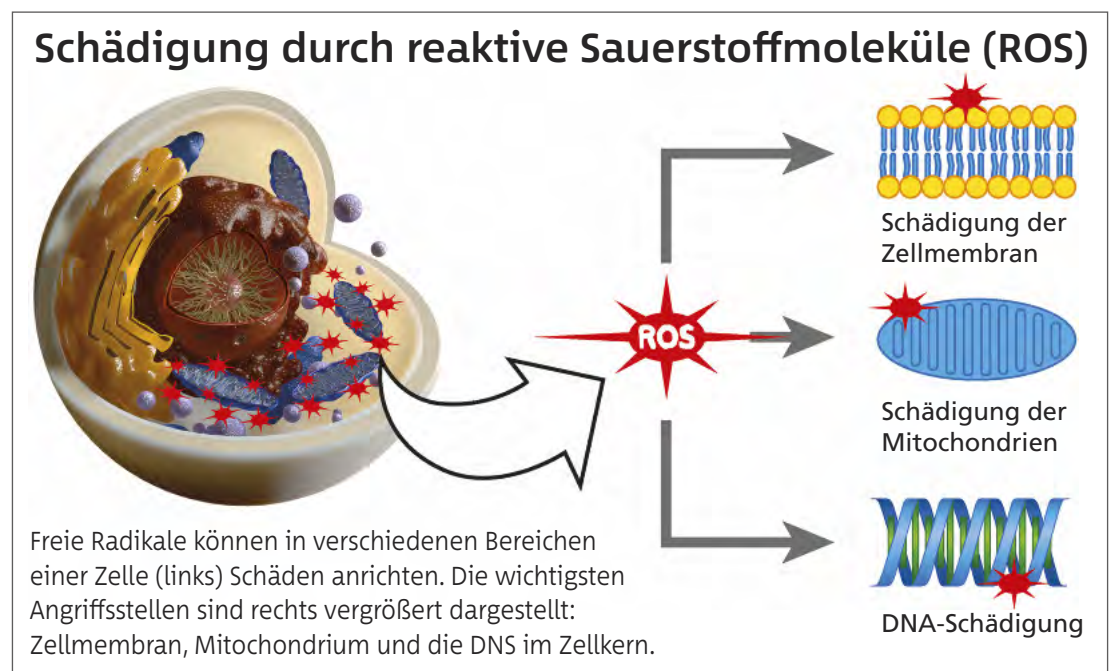 Schädigung durch reaktive Sauerstoffmoleküle (ROS)
Schädigung der
Zellmembran
ROS
Schädigung der
Mitochondrien
DNA-Schädigung
Freie Radikale können in verschiedenen Bereichen
einer Zelle (links) Schäden anrichten. Die wichtigsten
Angriffsstellen sind rechts vergrößert dargestellt:
Zellmembran, Mitochondrium und die DNS im Zellkern.